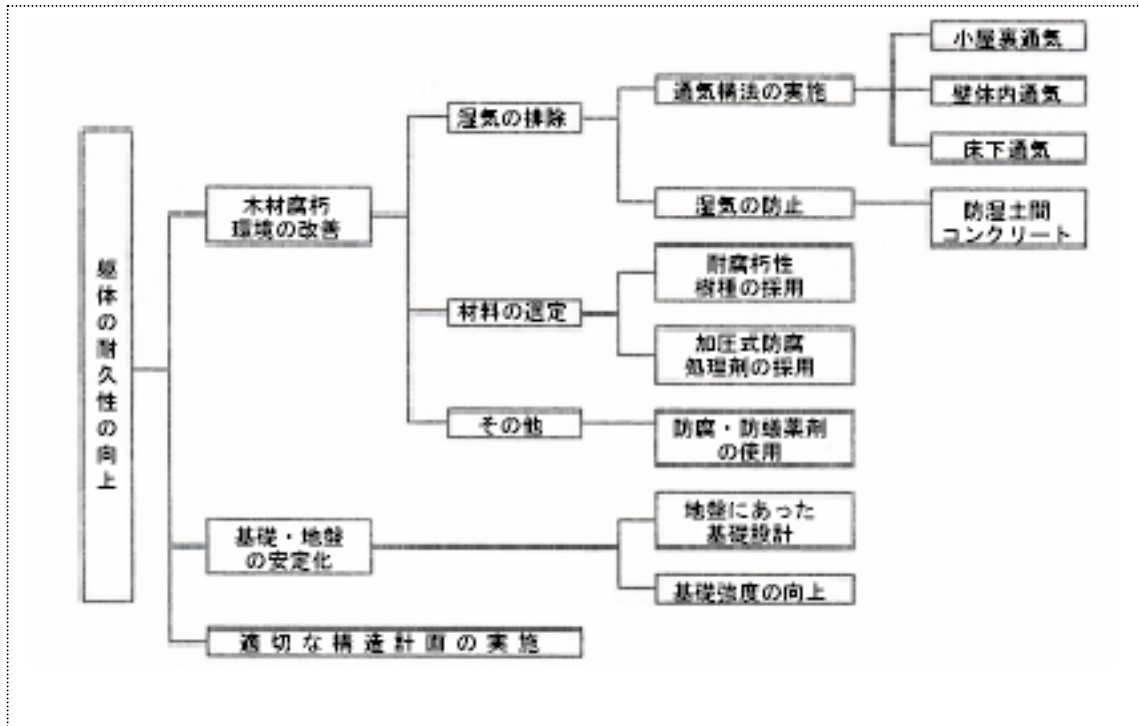 躯体の耐久性の向上
木材腐朽
環境の改善
湿気の排除
通気構法の実施
小屋裏通気
壁体内通気
床下通気
湿気の防止
防湿土間
コンクリート
材料の選定
耐腐朽性
樹種の採用
加圧式防腐
処理剤の採用
その他
防腐・防蟻薬剤
の使用
基礎・地盤
の安定化
地盤にあった
基礎設計
基礎強度の向上
適切な構造計画の実施